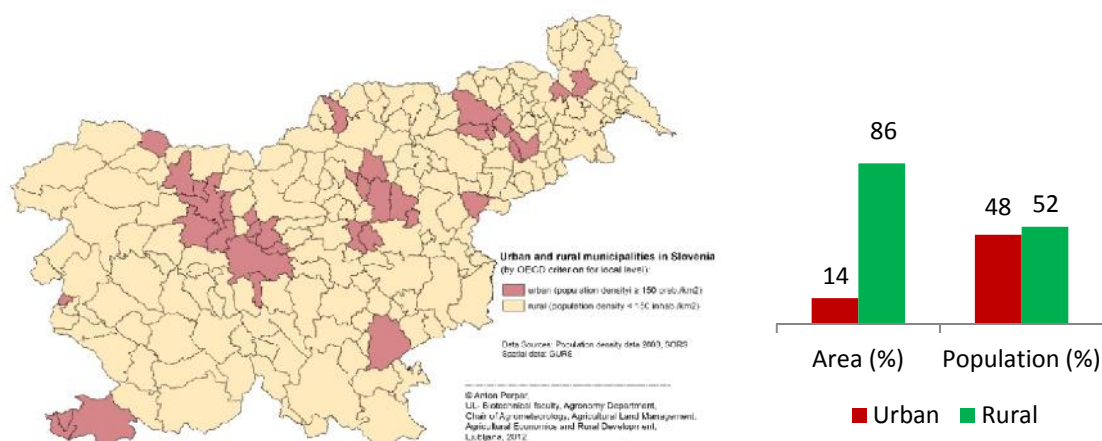 Urban and rural municipalities in Slovenia
(by OECD criterion for local level):
urban (population density ≥ 150 preb./km2)
rural (population density < 150 inhab./km2)
Data Sources: Population density data SORS
Spatial data: GURS
© Anton Perpar,
UL- Biotechnical faculty, Agronomy Department,
Chair of Agrometeorology, Agricultural Land Management,
Agricultural Economics and Rural Development,
Ljubljana, 2012
86
48
52
14
Area (%)
Population (%)
Urban
Rural